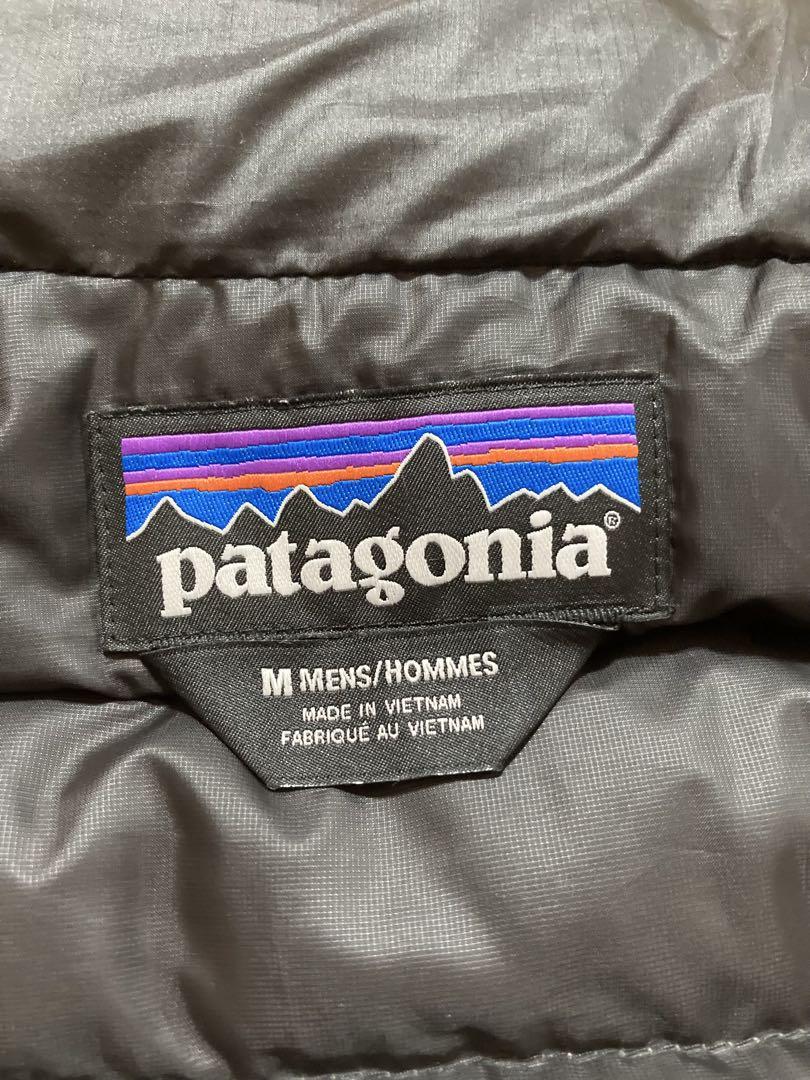 patagonia®
M MENS/HOMMES
MADE IN VIETNAM
FABRIQUÉ AU VIETNAM